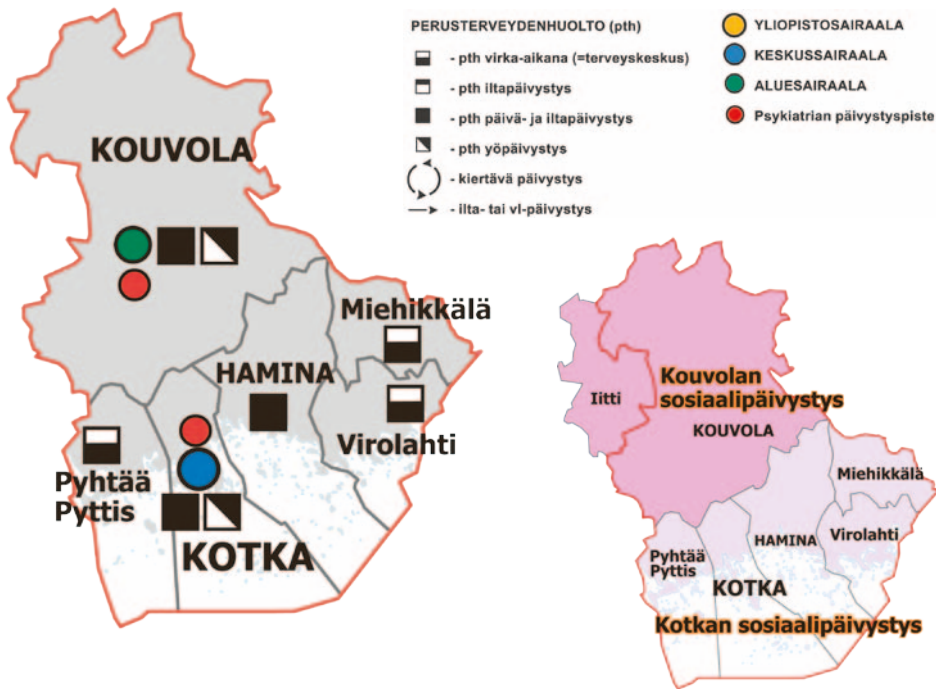 PERUSTERVEYDENHUOLTO (pth)
- pth virka-aikana (=terveyskeskus)
- pth iltapäivystys
- pth päivä- ja iltapäivystys
- pth yöpäivystys
- kiertävä päivystys
- ilta- tai vl-päivystys
YLIOPISTOSAIRAALA
KESKUSSAIRAALA
ALUESAIRAALA
Psykiatrian päivystyspiste
KOUVOLA
Miehikkälä
HAMINA
Virolahti
Pyhtää
Pyttis
KOTKA
Iitti
Kouvolan
sosiaalipäivystys
KOUVOLA
Miehikkälä
HAMINA
Virolahti
Pyhtää
Pyttis
KOTKA
Kotkan sosiaalipäivystys